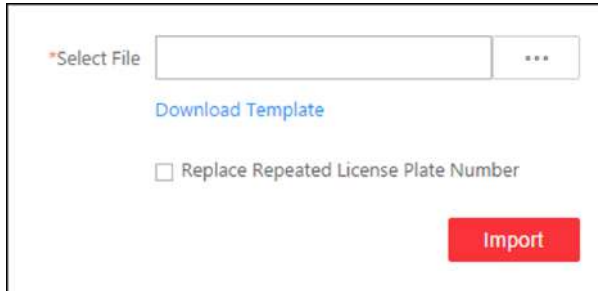 *Select File ...
Download Template
Replace Repeated License Plate Number
Import